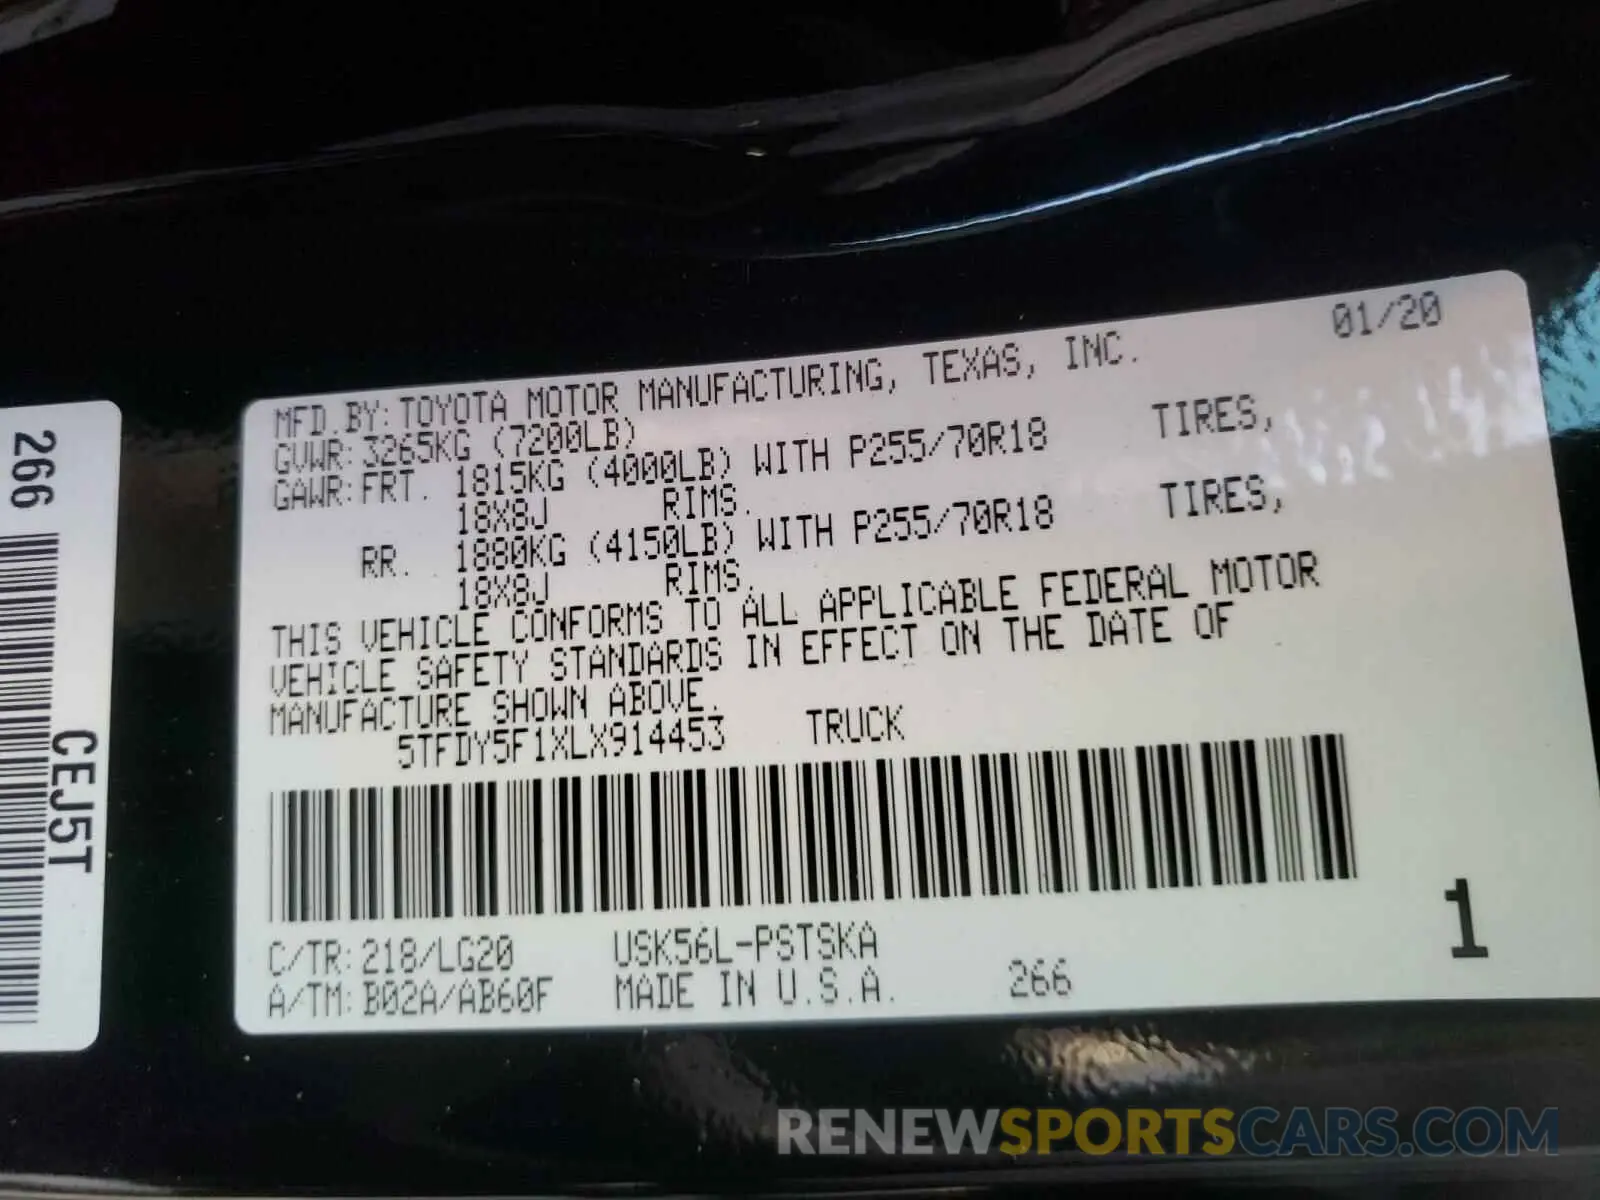 MFD.BY: TOYOTA MOTOR MANUFACTURING, TEXAS, INC. 01/20
GVWR: 3265KG (7200LB)
GAWR: FRT. 1815KG (4000LB) WITH P255/70R18 TIRES,
18X8J RIMS.
RR. 1880KG (4150LB) WITH P255/70R18 TIRES,
18X8J RIMS.
THIS VEHICLE CONFORMS TO ALL APPLICABLE FEDERAL MOTOR
VEHICLE SAFETY STANDARDS IN EFFECT ON THE DATE OF
MANUFACTURE SHOWN ABOVE.
5TFDY5F1XLX914453 TRUCK
C/TR: 218/LG20 USK56L-PSTSKA
A/TM: B02A/AB60F MADE IN U.S.A. 266
1
266
CEJ5T
RENEWSPORTSCARS.COM